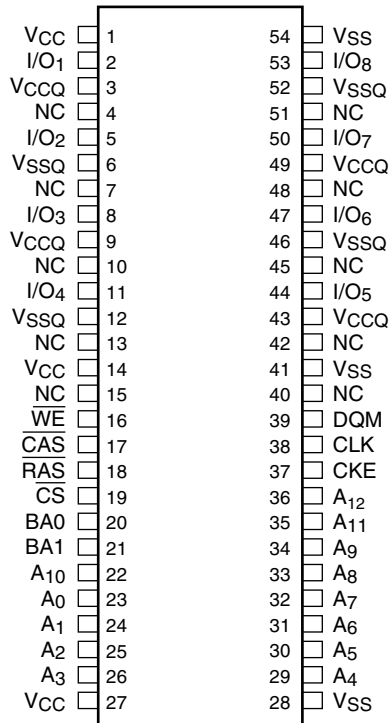 VCC 1 54 VSS
I/O1 2 53 I/O8
VCCQ 3 52 VSSQ
NC 4 51 NC
I/O2 5 50 I/O7
VSSQ 6 49 VCCQ
NC 7 48 NC
I/O3 8 47 I/O6
VCCQ 9 46 VSSQ
NC 10 45 NC
I/O4 11 44 I/O5
VSSQ 12 43 VCCQ
NC 13 42 NC
VCC 14 41 VSS
NC 15 40 NC
WE 16 39 DQM
CAS 17 38 CLK
RAS 18 37 CKE
CS 19 36 A12
BA0 20 35 A11
BA1 21 34 A9
A10 22 33 A8
A0 23 32 A7
A1 24 31 A6
A2 25 30 A5
A3 26 29 A4
VCC 27 28 VSS